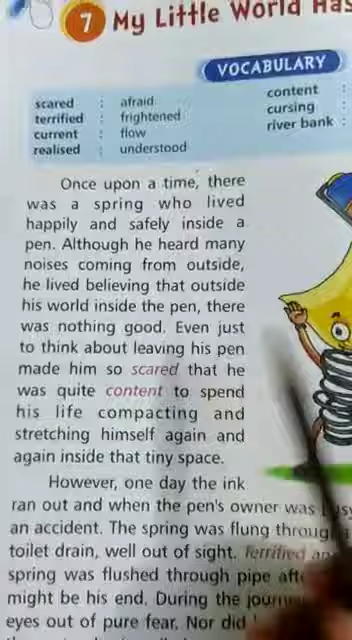 7 My Little World Has
VOCABULARY
scared : afraid
terrified : frightened
current : flow
realised : understood
content :
cursing :
river bank :
Once upon a time, there
was a spring who lived
happily and safely inside a
pen. Although he heard many
noises coming from outside,
he lived believing that outside
his world inside the pen, there
was nothing good. Even just
to think about leaving his pen
made him so scared that he
was quite content to spend
his life compacting and
stretching himself again and
again inside that tiny space.
However, one day the ink
ran out and when the pen's owner was busy
an accident. The spring was flung through
toilet drain, well out of sight. Terrified and
spring was flushed through pipe after
might be his end. During the journey
eyes out of pure fear. Nor did